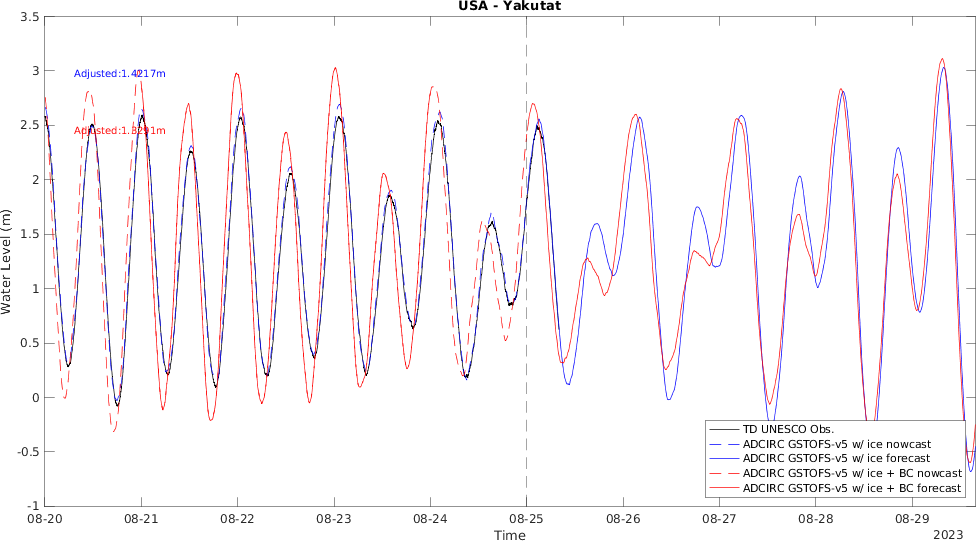 USA - Yakutat
3.5
3
2.5
2
1.5
1
0.5
0
-0.5
-1
Water Level (m)
Adjusted:1.4217m
Adjusted:1.3291m
TD UNESCO Obs.
ADCIRC GSTOFS-v5 w/ ice nowcast
ADCIRC GSTOFS-v5 w/ ice forecast
ADCIRC GSTOFS-v5 w/ ice + BC nowcast
ADCIRC GSTOFS-v5 w/ ice + BC forecast
08-20 08-21 08-22 08-23 08-24 08-25 08-26 08-27 08-28 08-29
Time
2023